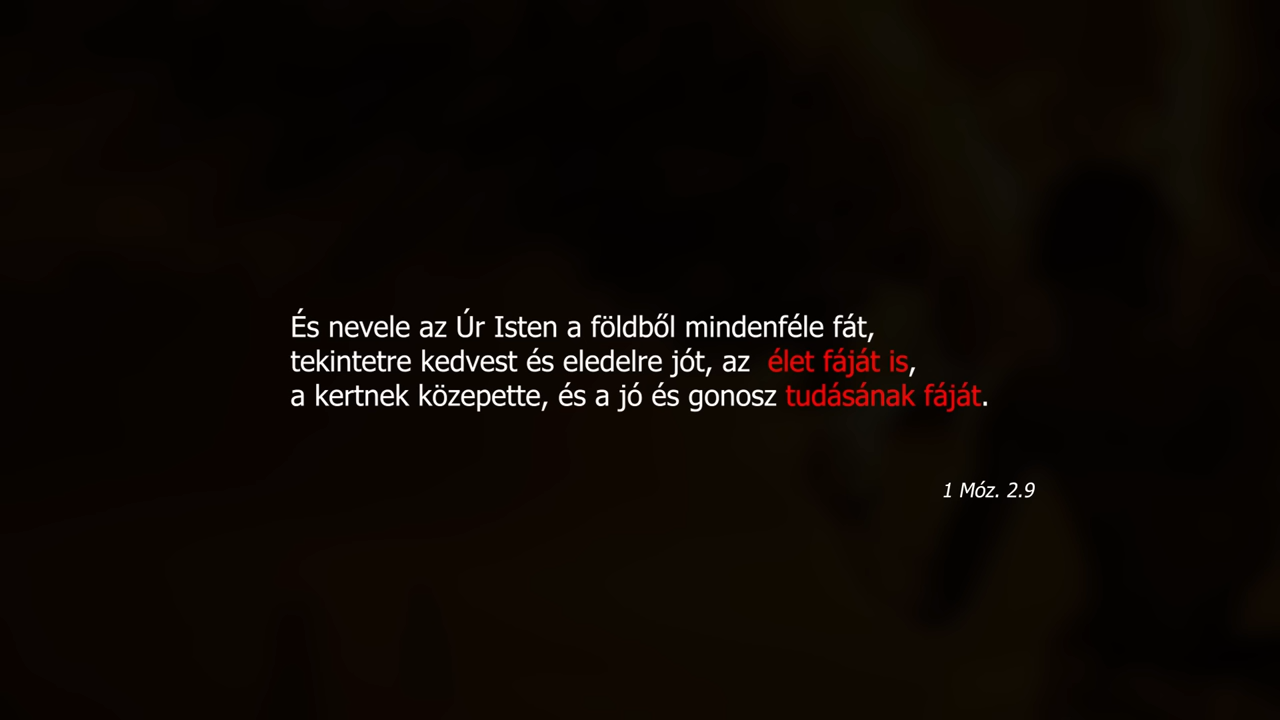 És nevele az Úr Isten a földből mindenféle fát,
tekintetre kedvest és eledelre jót, az élet fáját is,
a kertnek közepette, és a jó és gonosz tudásának fáját.
1 Móz. 2.9